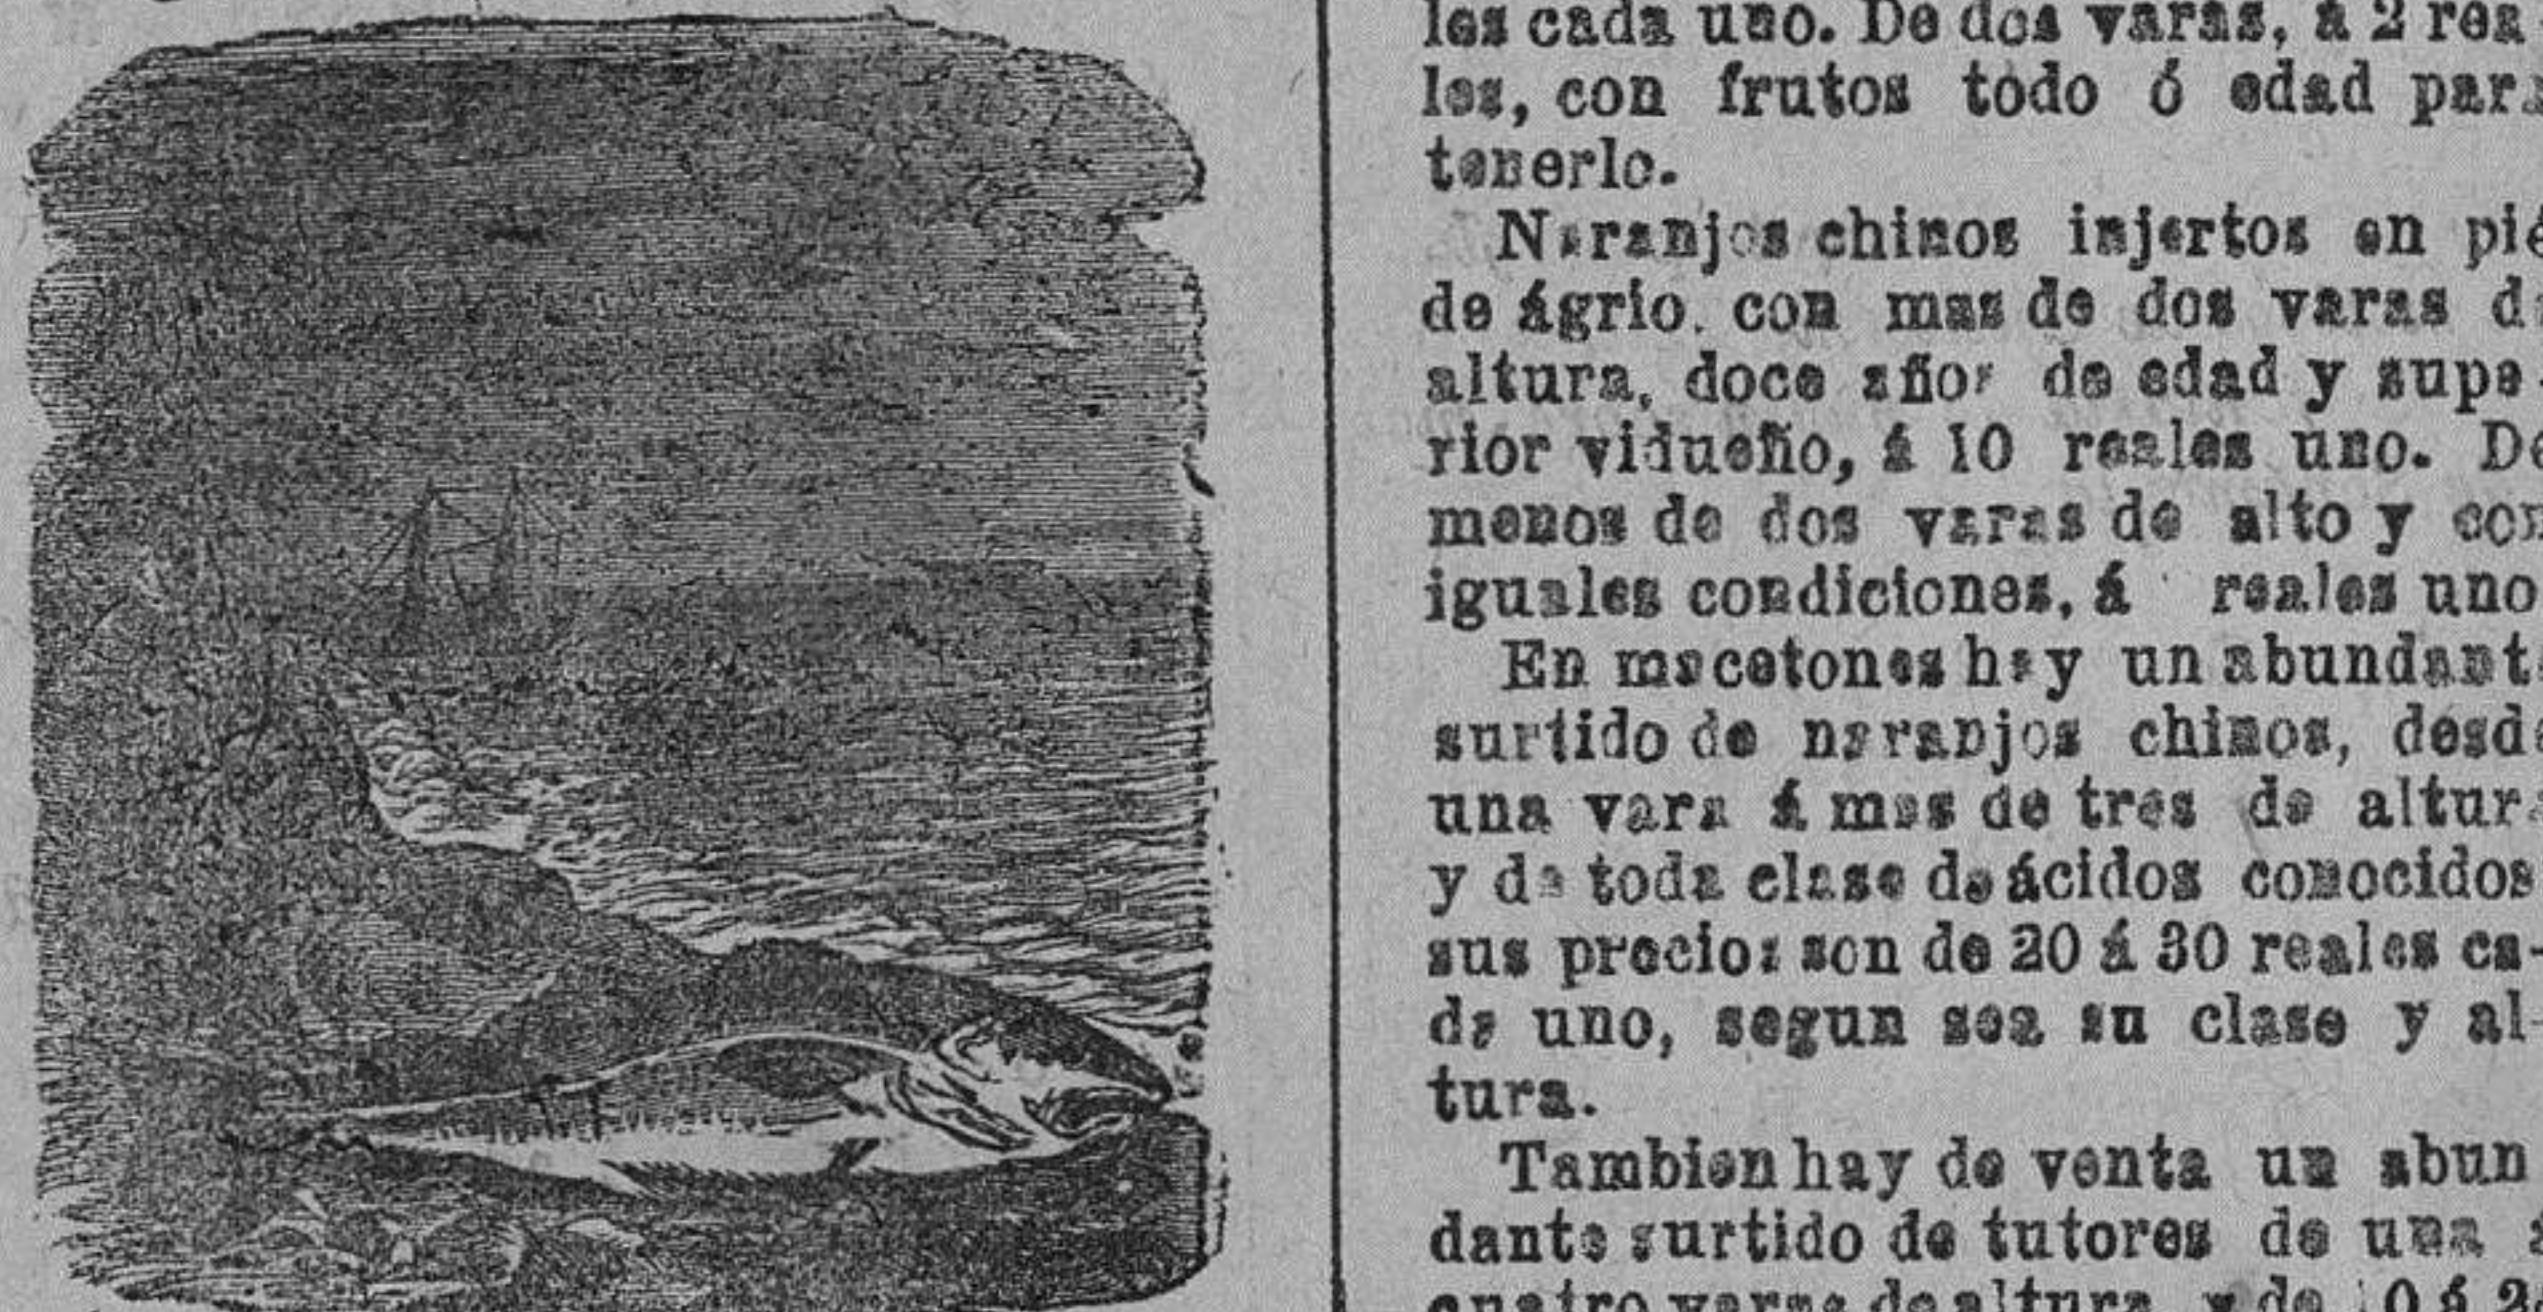 les cada uno. De dos varas, á 2 rea
les, con frutos todo ó edad para
tenerlo.
Naranjos chinos injertos en pié
de ágrio, con mas de dos varas de
altura, doce años de edad y supe
rior vidueño, á 10 reales uno. De
menos de dos varas de alto y con
iguales condiciones, á reales uno
En macetones hay un abundante
surtido de naranjos chinos, desde
una vara á mas de tres de altura
y de toda clase de ácidos conocidos
sus precios son de 20 á 30 reales ca-
da uno, segun sea su clase y al-
tura.
Tambien hay de venta un abun
dante surtido de tutores de una
cuatro varas de altura y de